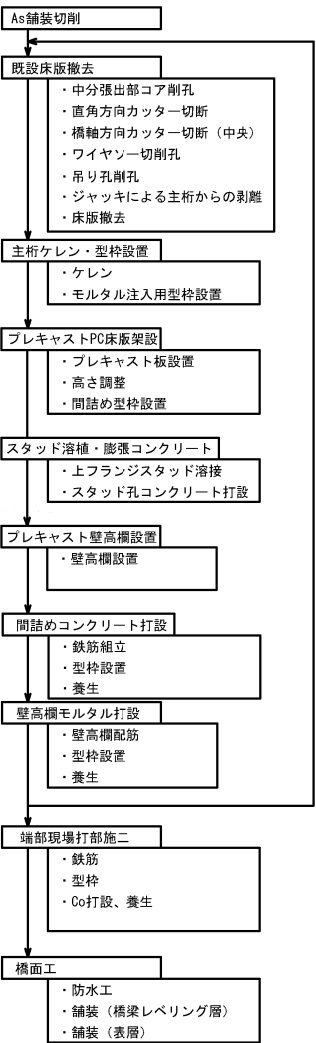 As舗装切削
既設床版撤去
・中分張出部コア削孔
・直角方向カッター切断
・橋軸方向カッター切断（中央）
・ワイヤソー切削孔
・吊り孔削孔
・ジャッキによる主桁からの剥離
・床版撤去
主桁ケレン・型枠設置
・ケレン
・モルタル注入用型枠設置
プレキャストPC床版架設
・プレキャスト板設置
・高さ調整
・間詰め型枠設置
スタッド溶植・膨張コンクリート
・上フランジスタッド溶接
・スタッド孔コンクリート打設
プレキャスト壁高欄設置
・壁高欄設置
間詰めコンクリート打設
・鉄筋組立
・型枠設置
・養生
壁高欄モルタル打設
・壁高欄配筋
・型枠設置
・養生
端部現場打部施二
・鉄筋
・型枠
・Co打設、養生
橋面工
・防水工
・舗装（橋梁レベリング層）
・舗装（表層）